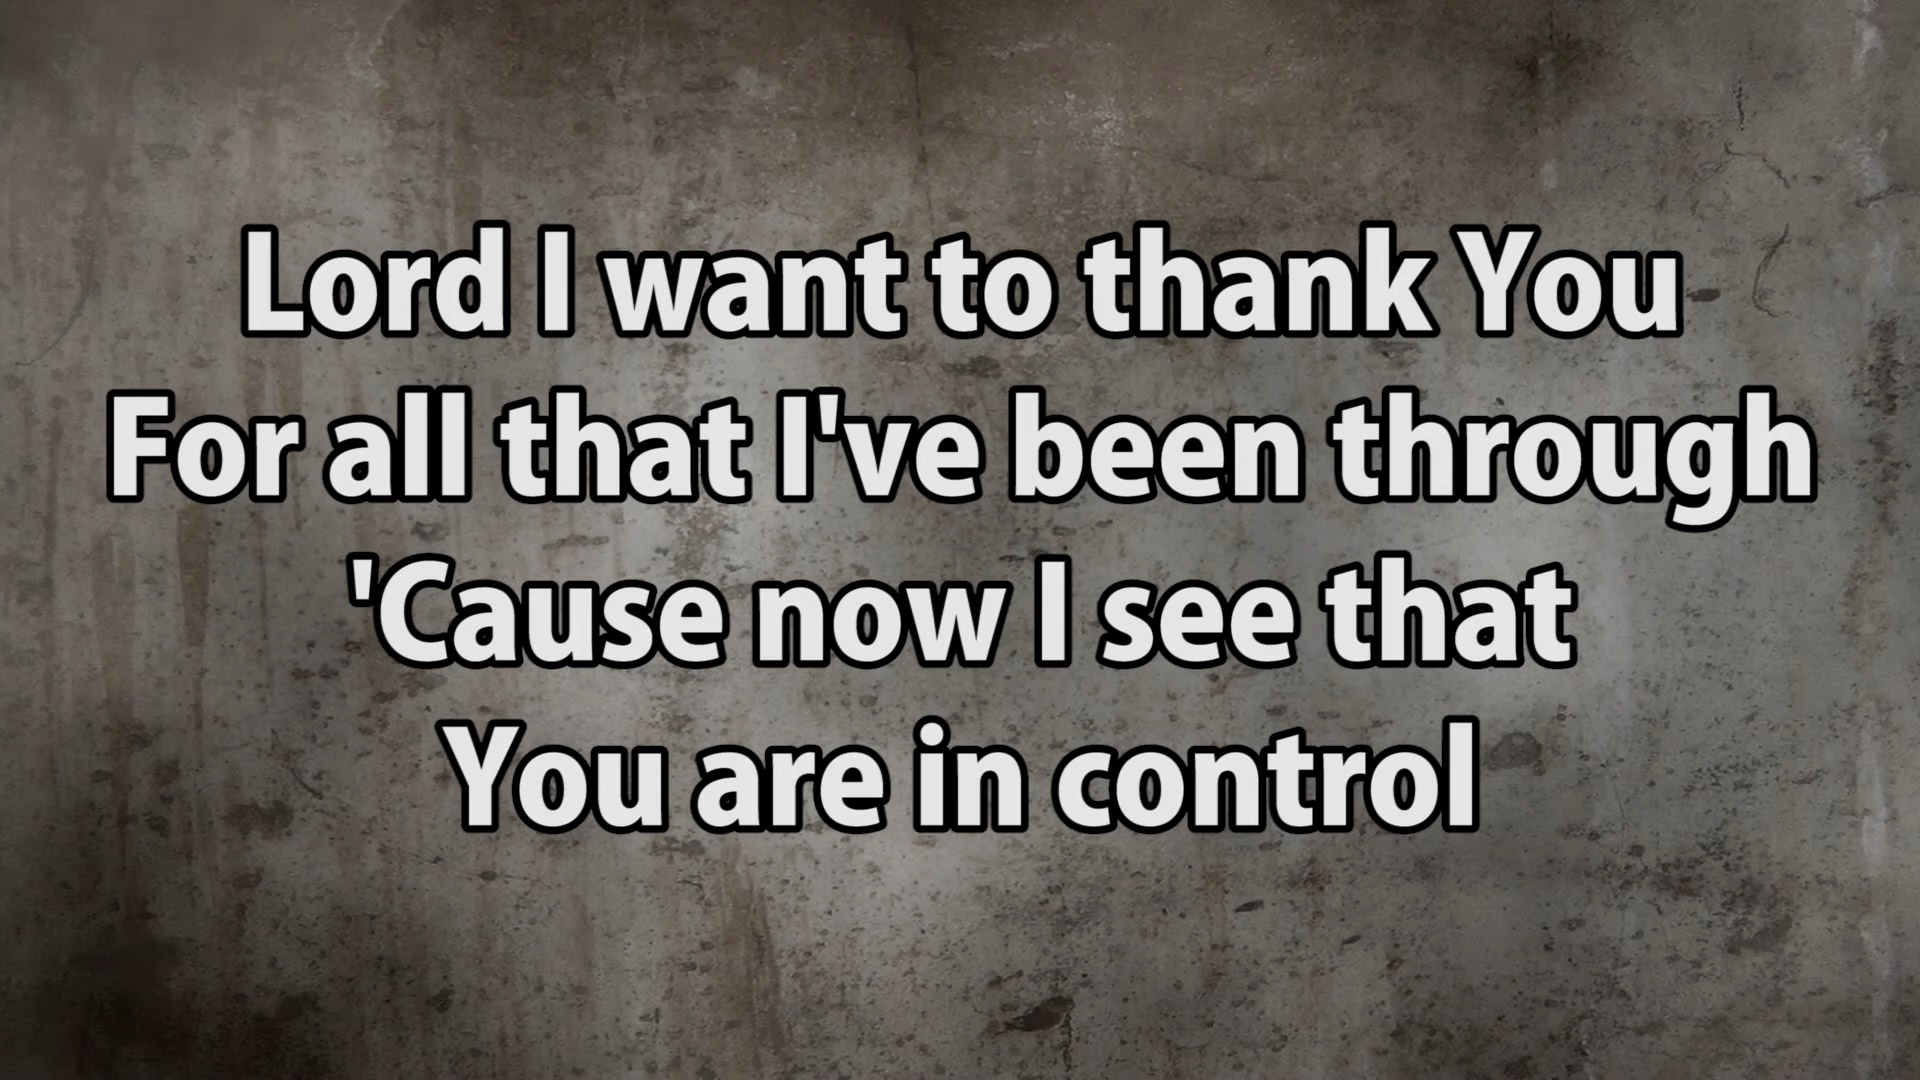 Lord I want to thank You
For all that I've been through
'Cause now I see that
You are in control